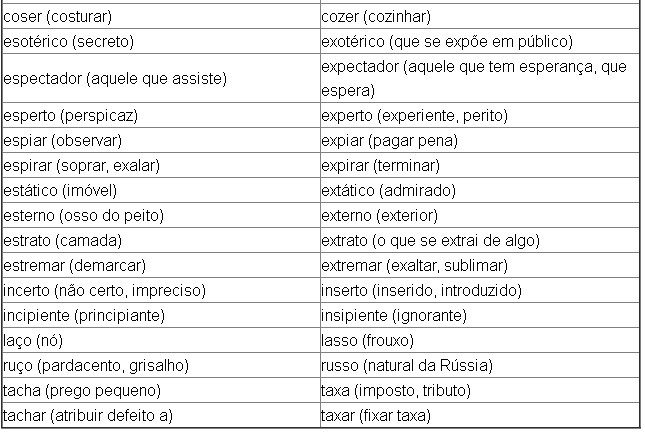 coser (costurar) cozer (cozinhar)
esotérico (secreto) exotérico (que se expõe em público)
espectador (aquele que assiste) expectador (aquele que tem esperança, que
espera)
esperto (perspicaz) experto (experiente, perito)
espiar (observar) expiar (pagar pena)
espirar (soprar, exalar) expirar (terminar)
estático (imóvel) extático (admirado)
esterno (osso do peito) externo (exterior)
estrato (camada) extrato (o que se extrai de algo)
estremar (demarcar) extremar (exaltar, sublimar)
incerto (não certo, impreciso) inserto (inserido, introduzido)
incipiente (principiante) insipiente (ignorante)
laço (nó) lasso (frouxo)
ruço (pardacento, grisalho) russo (natural da Rússia)
tacha (prego pequeno) taxa (imposto, tributo)
tachar (atribuir defeito a) taxar (fixar taxa)